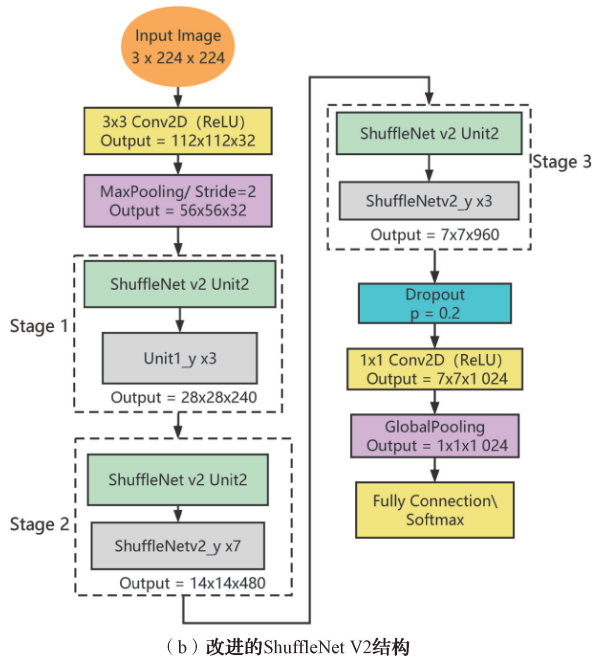 Input Image
3 x 224 x 224
3x3 Conv2D（ReLU）
Output = 112x112x32
MaxPooling/ Stride=2
Output = 56x56x32
Stage 1
ShuffleNet v2 Unit2
Unit1_y x3
Output = 28x28x240
Stage 2
ShuffleNet v2 Unit2
ShuffleNetv2_y x7
Output = 14x14x480
Stage 3
ShuffleNet v2 Unit2
ShuffleNetv2_y x3
Output = 7x7x960
Dropout
p = 0.2
1x1 Conv2D（ReLU）
Output = 7x7x1 024
GlobalPooling
Output = 1x1x1 024
Fully Connection\
Softmax
（b）改进的ShuffleNet V2结构